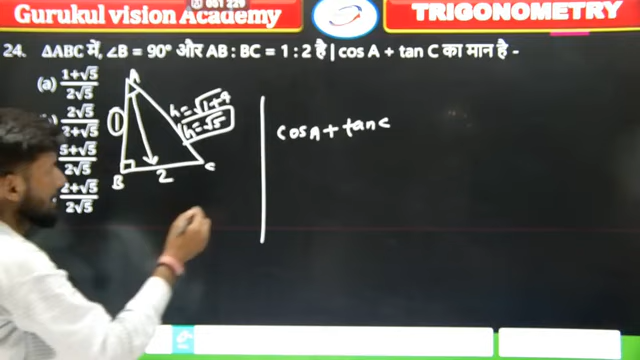 Gurukul vision Academy
TRIGONOMETRY
24. ΔABC में, ∠B = 90° और AB : BC = 1 : 2 है | cos A + tan C का मान है -
(a) 1+√5 / 2√5
2√5 / 2+√5
5+√5 / 2√5
2+√5 / 2√5
A
1
h = √1+4
h = √5
B
2
C
cosA + tanC